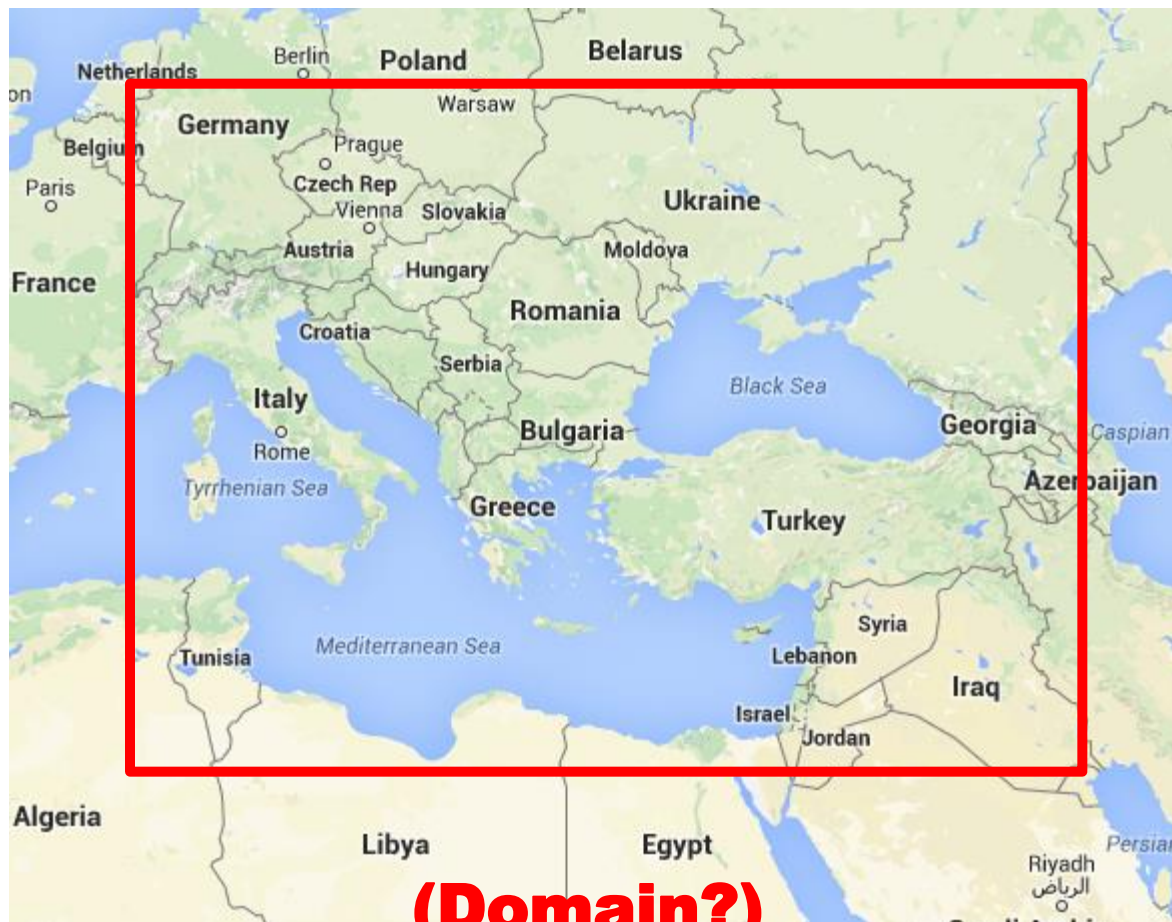 Berlin
Poland
Belarus
Netherlands
on
Warsaw
Germany
Belgium
Prague
Paris
Czech Rep
Ukraine
Vienna
Slovakia
Austria
Moldova
Hungary
France
Romania
Croatia
Serbia
Black Sea
Italy
Georgia
Bulgaria
Caspian
Rome
Tyrrhenian Sea
Azerbaijan
Greece
Turkey
Syria
Mediterranean Sea
Tunisia
Lebanon
Iraq
Israel
Jordan
Algeria
Libya
Egypt
Persian
Riyadh
الرياض
(Domain?)